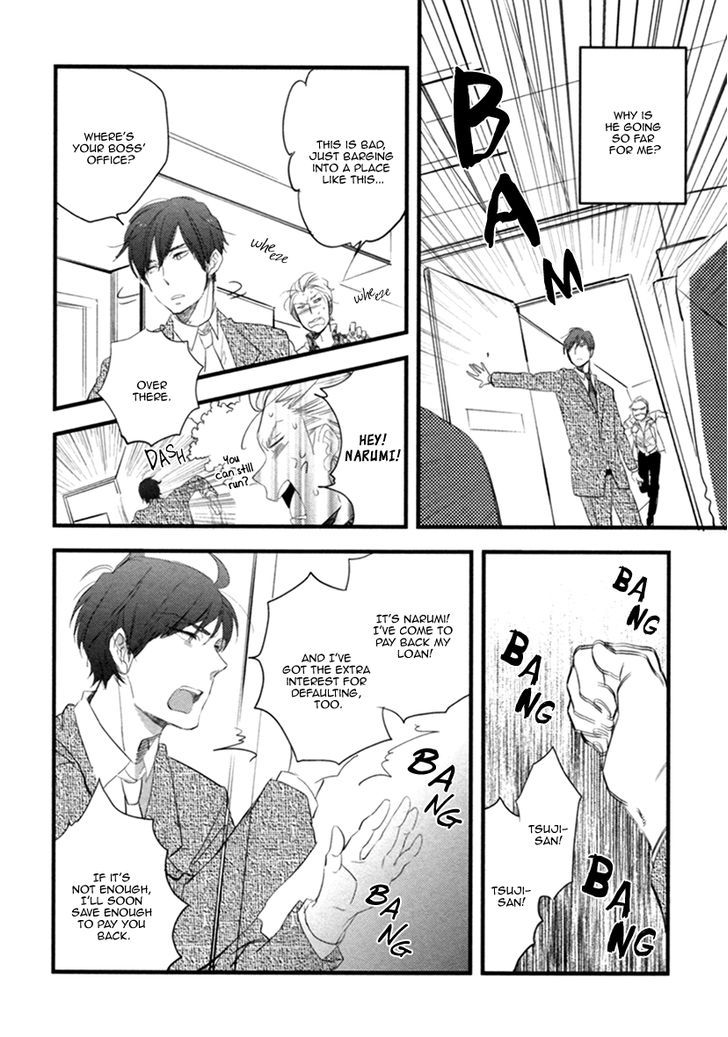 WHY IS
HE GOING
SO FAR
FOR ME?
BAM
THIS IS BAD,
JUST BARGING
INTO A PLACE
LIKE THIS...
WHERE'S
YOUR BOSS'
OFFICE?
whe
eze
wheeze
OVER
THERE.
HEY!
NARUMI!
You
can still
run?
DASH
BANG
BANG
TSUJI-
SAN!
BANG
TSUJI-
SAN!
IT'S NARUMI!
I'VE COME TO
PAY BACK MY
LOAN!
AND I'VE
GOT THE EXTRA
INTEREST FOR
DEFAULTING,
TOO.
BANG
BANG
IF IT'S
NOT ENOUGH,
I'LL SOON
SAVE ENOUGH
TO PAY YOU
BACK.